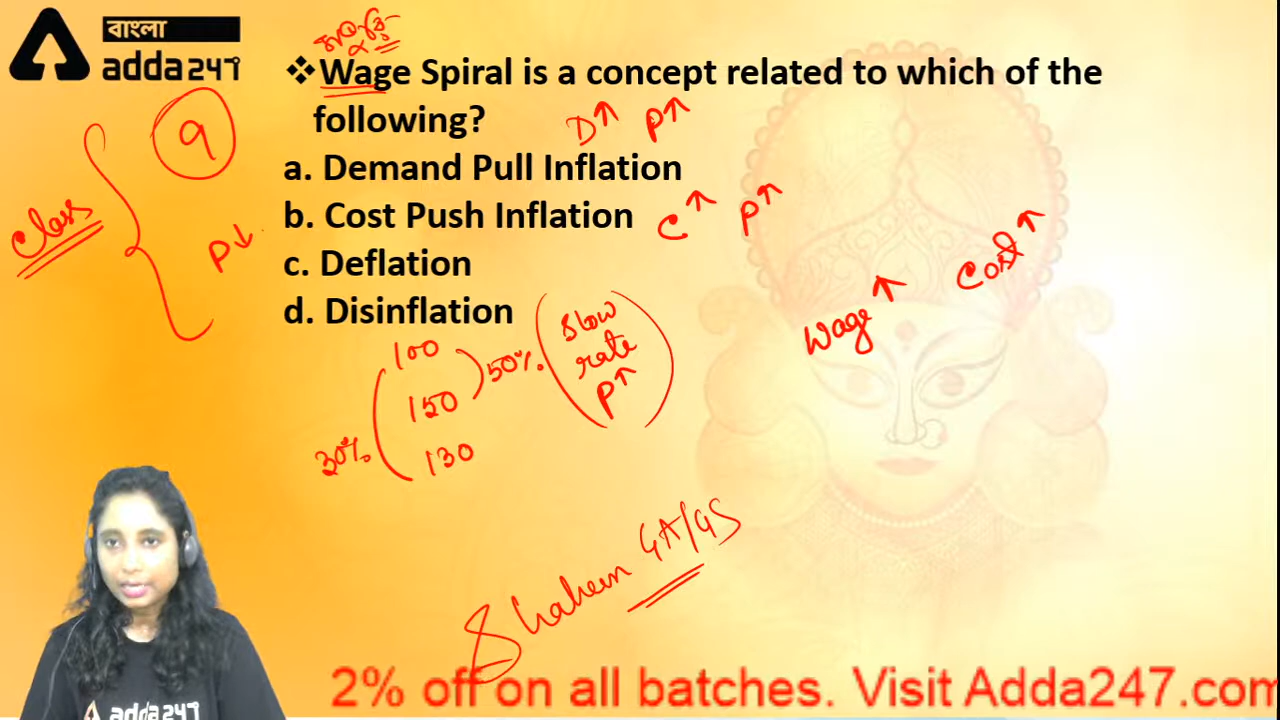 বাংলা
adda247
মজুরি
❖Wage Spiral is a concept related to which of the
following?
D↑ P↑
a. Demand Pull Inflation
b. Cost Push Inflation
C↑ P↑
c. Deflation
P↓
d. Disinflation
Class
9
Wage↑ Cost↑
100
150
130
50%
30%
slow
rate
P↑
Shaheen GA/GS
adda247
2% off on all batches. Visit Adda247.com